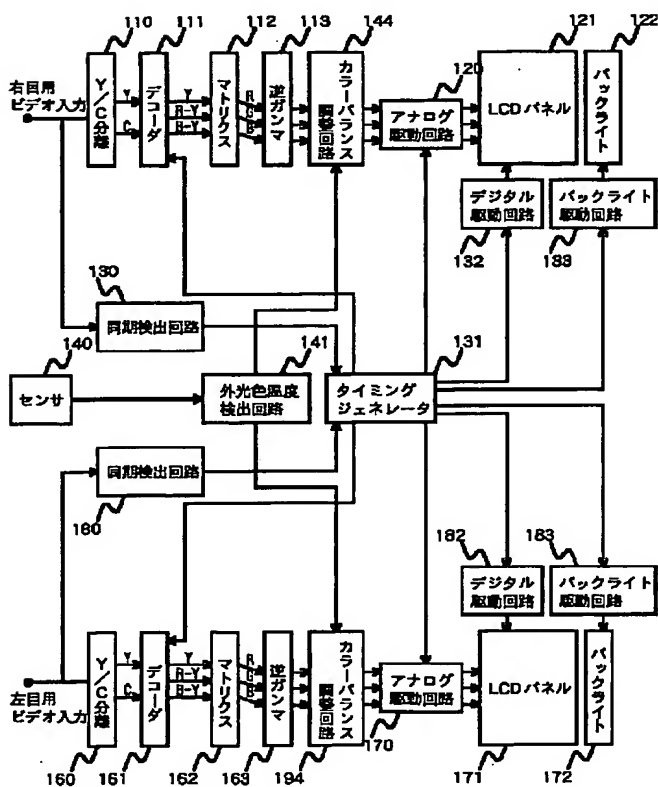 110
111
112
113
144
121
122
右目用
ビデオ入力
Y/C分離
Y
C
デコーダ
Y
R-Y
B-Y
マトリクス
R
G
B
逆ガンマ
カラーバランス
調整回路
120
アナログ
駆動回路
LCDパネル
バックライト
デジタル
駆動回路
132
バックライト
駆動回路
133
130
同期検出回路
140
センサ
141
外光色温度
検出回路
131
タイミング
ジェネレータ
同期検出回路
180
182
デジタル
駆動回路
183
バックライト
駆動回路
左目用
ビデオ入力
Y/C分離
Y
C
デコーダ
Y
R-Y
B-Y
マトリクス
R
G
B
逆ガンマ
カラーバランス
調整回路
アナログ
駆動回路
170
LCDパネル
バックライト
160
161
162
163
194
171
172